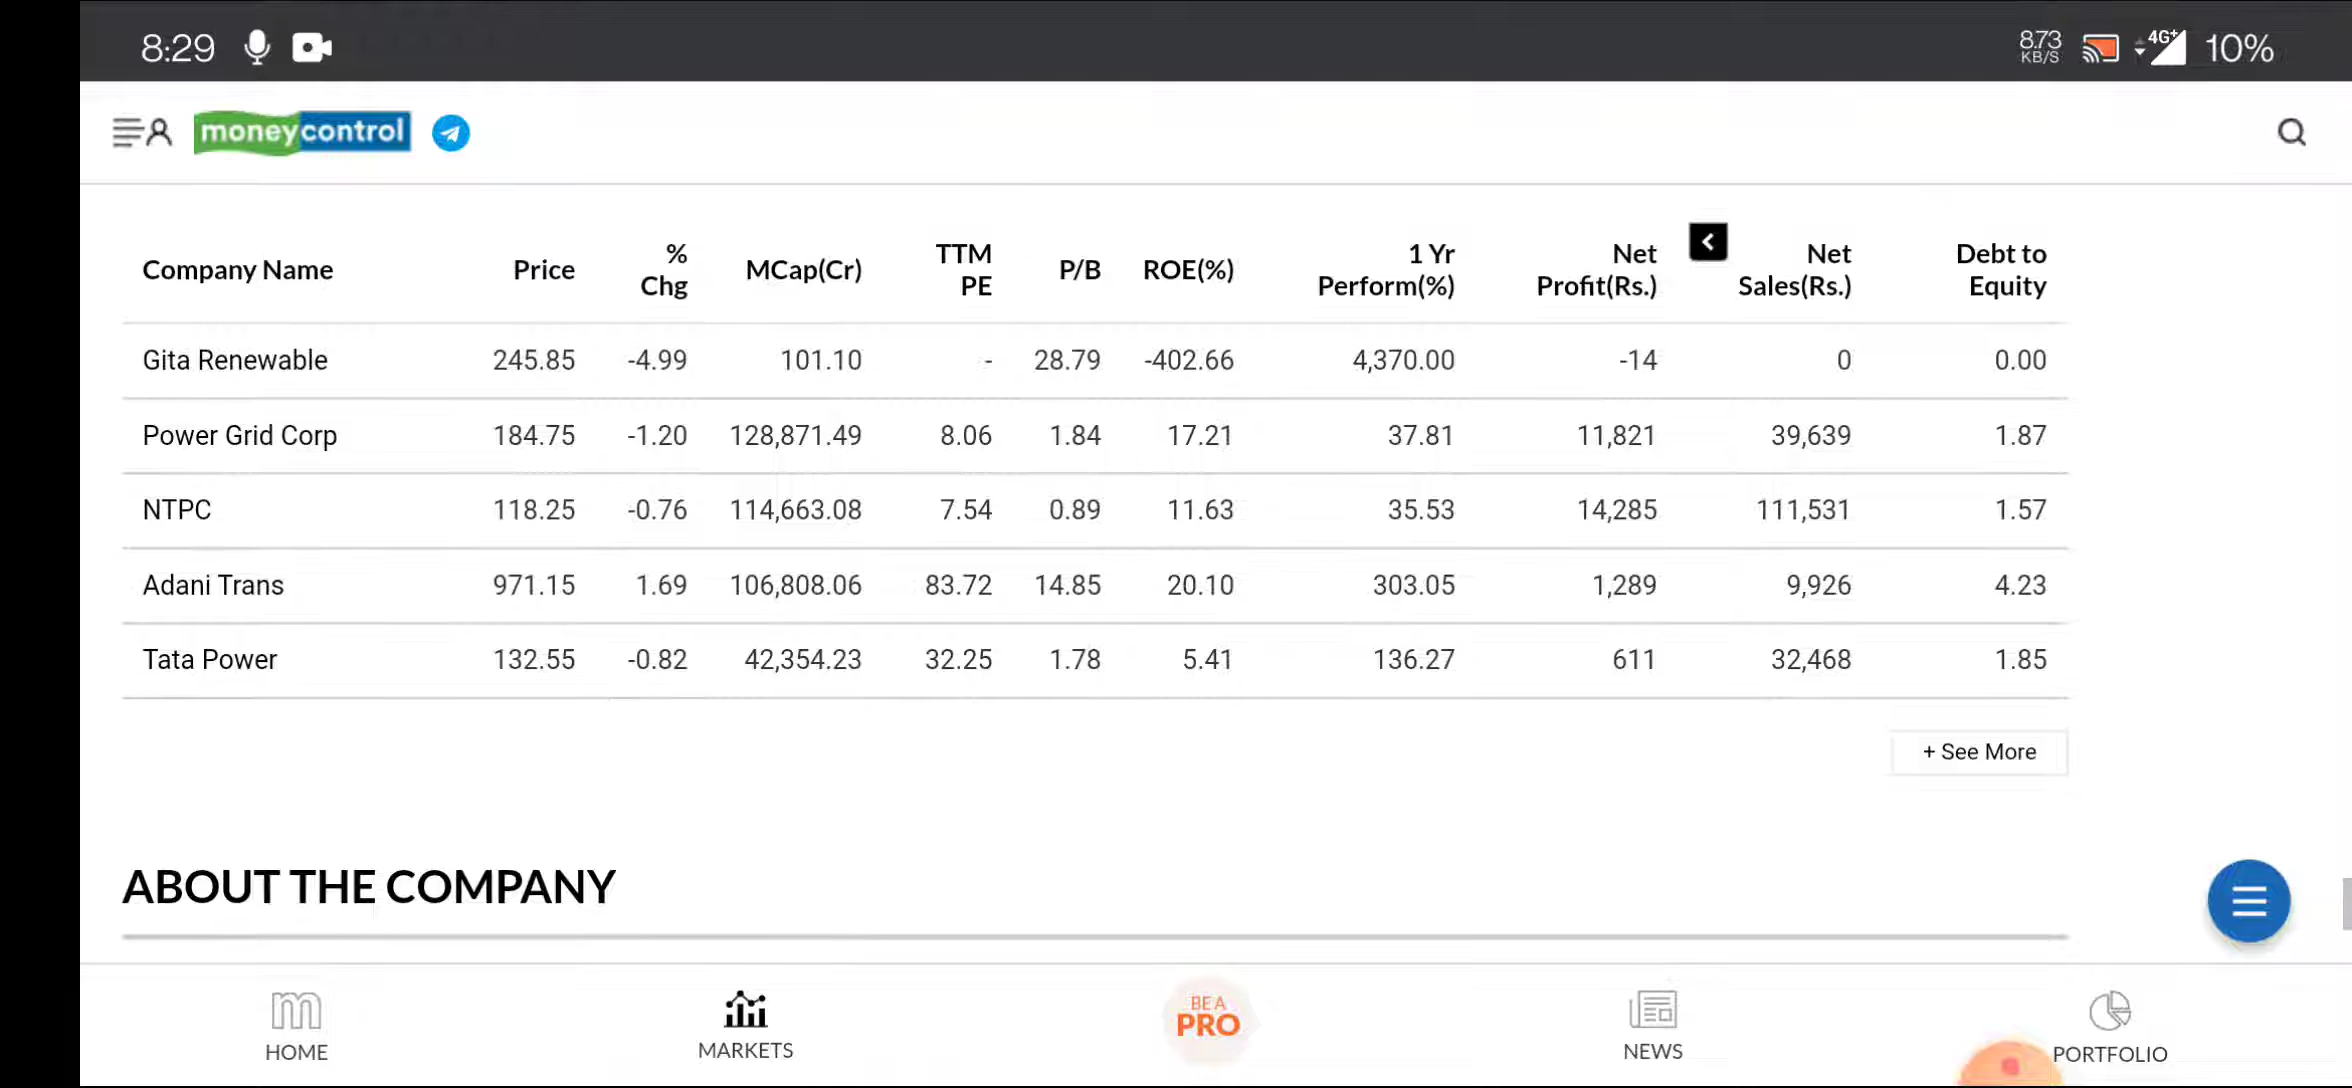 8:29 8.73 KB/S 4G+ 10%
moneycontrol
Company Name Price % Chg MCap(Cr) TTM PE P/B ROE(%) 1 Yr Perform(%) Net Profit(Rs.) Net Sales(Rs.) Debt to Equity
Gita Renewable 245.85 -4.99 101.10 - 28.79 -402.66 4,370.00 -14 0 0.00
Power Grid Corp 184.75 -1.20 128,871.49 8.06 1.84 17.21 37.81 11,821 39,639 1.87
NTPC 118.25 -0.76 114,663.08 7.54 0.89 11.63 35.53 14,285 111,531 1.57
Adani Trans 971.15 1.69 106,808.06 83.72 14.85 20.10 303.05 1,289 9,926 4.23
Tata Power 132.55 -0.82 42,354.23 32.25 1.78 5.41 136.27 611 32,468 1.85
+ See More
ABOUT THE COMPANY
HOME MARKETS BE A PRO NEWS PORTFOLIO